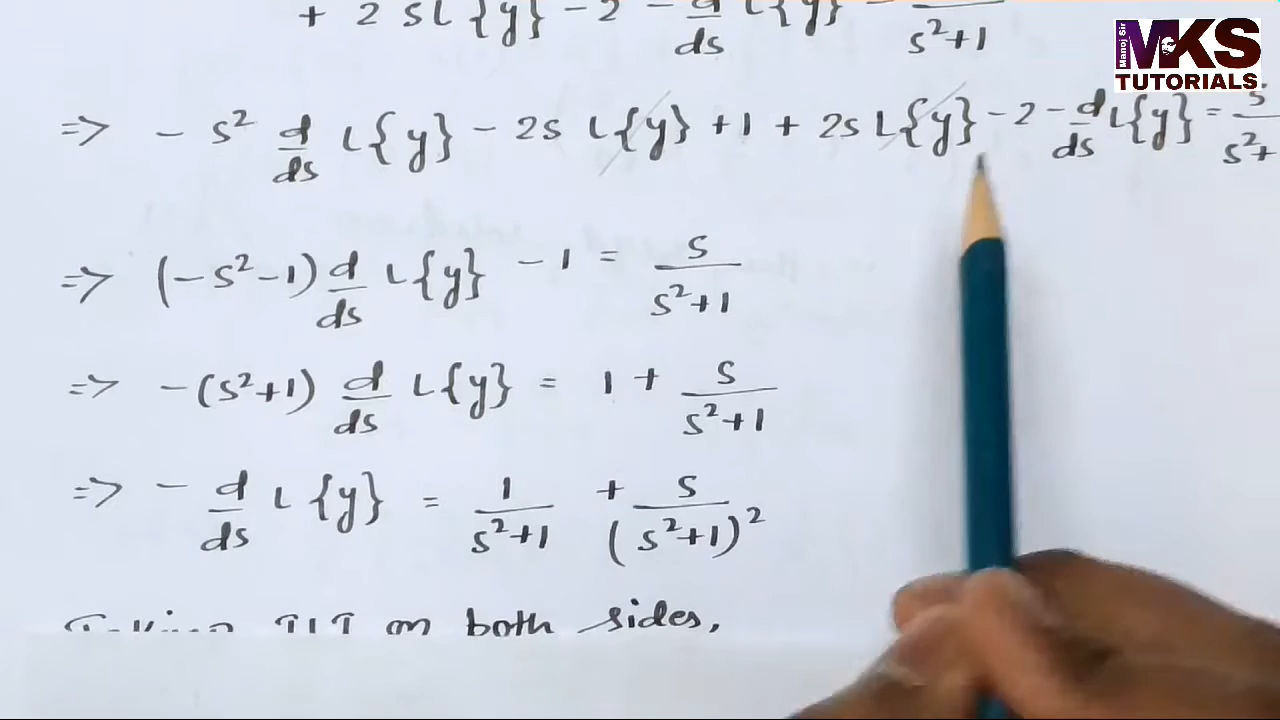 + 2 s L{y} - 2 - d/ds L{y} s²+1
Manoj Sir
MKS
TUTORIALS.
=> - s² d/ds L{y} - 2s L{y} + 1 + 2s L{y} - 2 - d/ds L{y} = s/s²+
=> (-s²-1) d/ds L{y} - 1 = s/s²+1
=> -(s²+1) d/ds L{y} = 1 + s/s²+1
=> - d/ds L{y} = 1/s²+1 + s/(s²+1)²
on both sides,